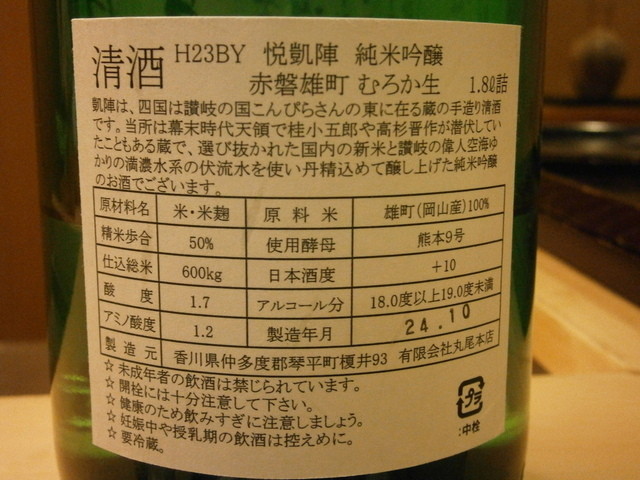 清酒 H23BY 悦凱陣 純米吟醸
赤磐雄町 むろか生 1.8ℓ詰
凱陣は、四国は讃岐の国こんぴらさんの東に在る蔵の手造り清酒
です。当所は幕末時代天領で桂小五郎や高杉晋作が潜伏してい
たこともある蔵で、選び抜かれた国内の新米と讃岐の偉人空海ゆ
かりの満濃水系の伏流水を使い丹精込めて醸し上げた純米吟醸
のお酒でございます。
原材料名 米・米麹 原料米 雄町(岡山産)100%
精米歩合 50% 使用酵母 熊本9号
仕込総米 600kg 日本酒度 +10
酸度 1.7 アルコール分 18.0度以上19.0度未満
アミノ酸度 1.2 製造年月 24.10
製造元 香川県仲多度郡琴平町榎井93 有限会社丸尾本店
☆未成年者の飲酒は禁じられています。
☆開栓には十分注意して下さい。
☆健康のため飲みすぎに注意しましょう。
☆妊娠中や授乳期の飲酒は控えめに。
☆要冷蔵。
プラ
:中栓